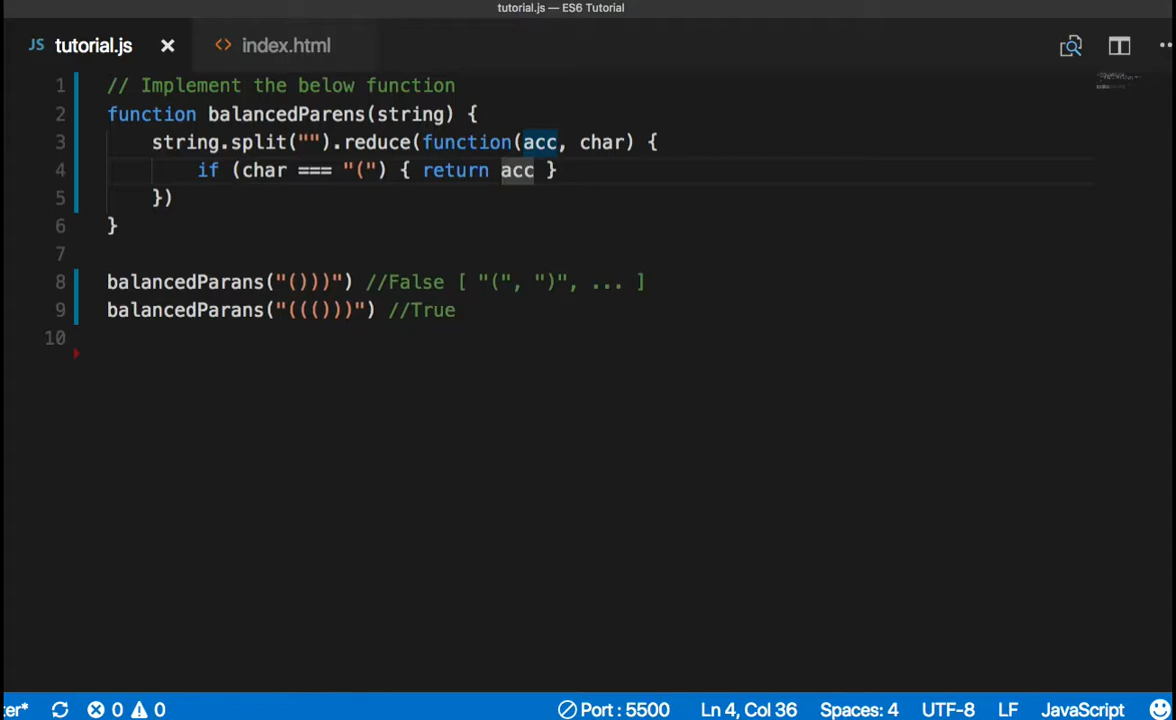 tutorial.js — ES6 Tutorial
JS tutorial.js × <> index.html
1 // Implement the below function
2 function balancedParens(string) {
3 string.split("").reduce(function(acc, char) {
4 if (char === "(") { return acc }
5 })
6 }
7
8 balancedParans("()))") //False [ "(", ")", ... ]
9 balancedParans("((()))") //True
10
ter* 0 0 Port : 5500 Ln 4, Col 36 Spaces: 4 UTF-8 LF JavaScript